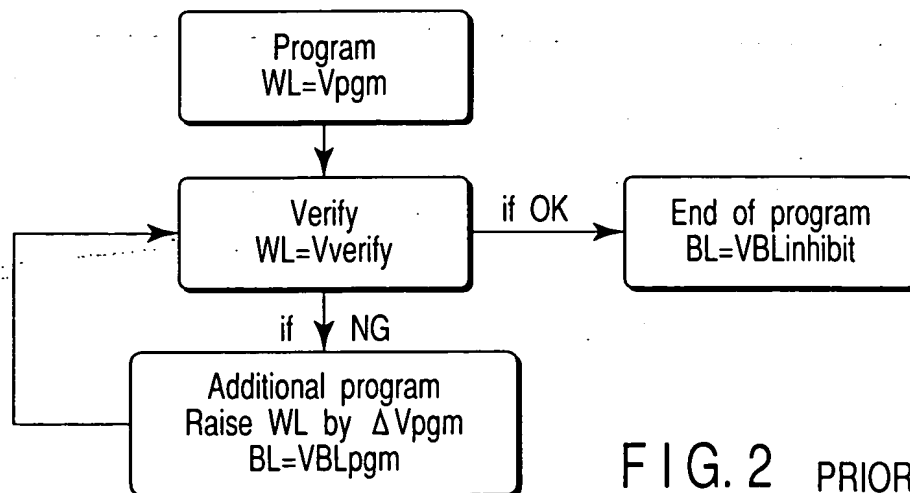 Program
WL=Vpgm
Verify
WL=Vverify
if OK
End of program
BL=VBLinhibit
if NG
Additional program
Raise WL by ΔVpgm
BL=VBLpgm
FIG. 2 PRIOR